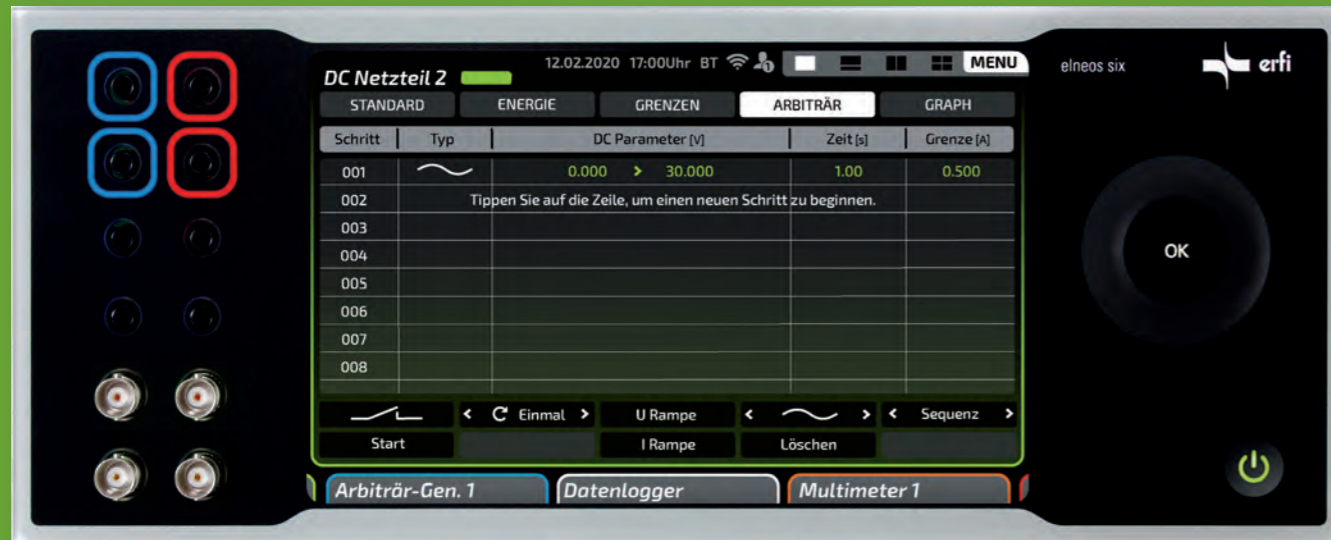 12.02.2020 17:00Uhr BT
MENU
DC Netzteil 2
STANDARD ENERGIE GRENZEN ARBITRÄR GRAPH
Schritt Typ DC Parameter [V] Zeit [s] Grenze [A]
001 0.000 > 30.000 1.00 0.500
002 Tippen Sie auf die Zeile, um einen neuen Schritt zu beginnen.
003
004
005
006
007
008
< Einmal > U Rampe < > < Sequenz >
Start I Rampe Löschen
Arbiträr-Gen. 1 Datenlogger Multimeter 1
elneos six
erfi
OK